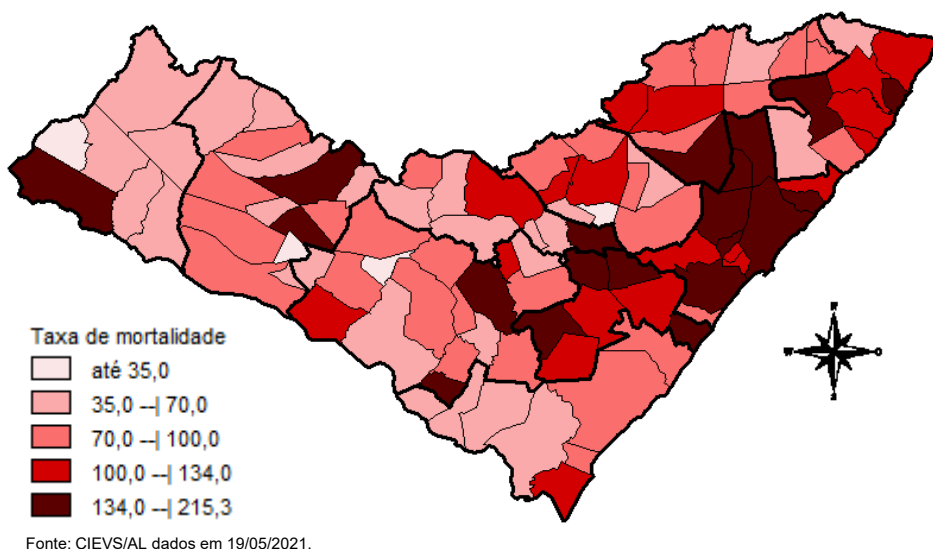 Taxa de mortalidade
até 35,0
35,0 --| 70,0
70,0 --| 100,0
100,0 --| 134,0
134,0 --| 215,3
Fonte: CIEVS/AL dados em 19/05/2021.
W
O